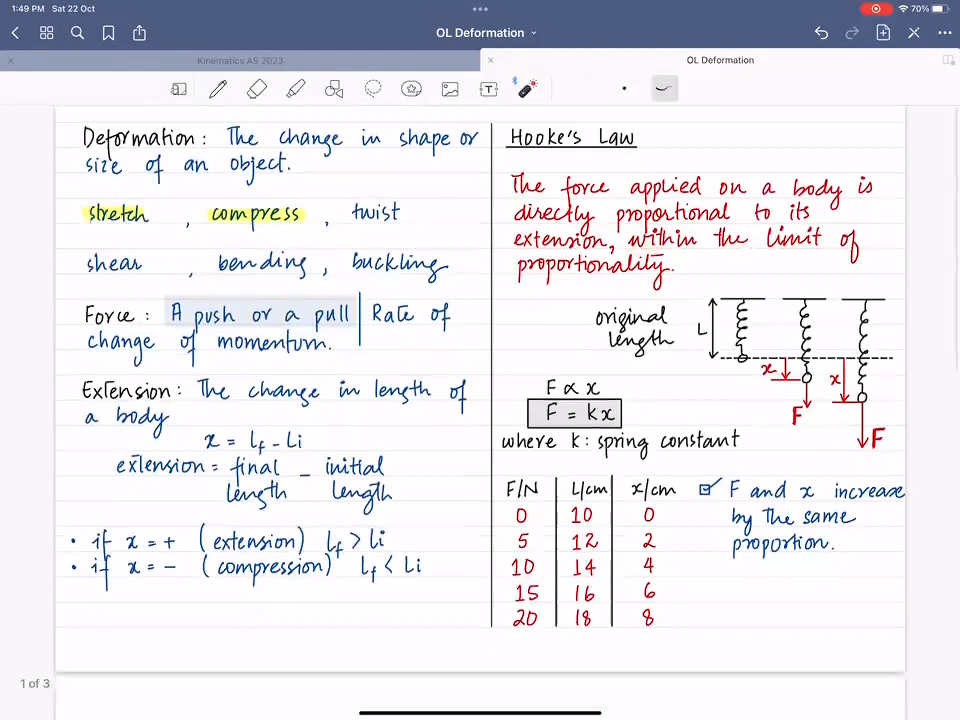 1:49 PM Sat 22 Oct
70%
OL Deformation
Kinematics AS 2023
OL Deformation
Deformation: The change in shape or
size of an object.
stretch, compress, twist
shear, bending, buckling
Force: A push or a pull | Rate of
change of momentum.
Extension: The change in length of
a body
x = Lf - Li
extension = final - initial
length length
• if x = + (extension) Lf > Li
• if x = - (compression) Lf < Li
Hooke's Law
The force applied on a body is
directly proportional to its
extension, within the limit of
proportionality.
original
length
L
x
x
F
F
F ∝ x
F = kx
where k: spring constant
F/N L/cm x/cm
0 10 0
5 12 2
10 14 4
15 16 6
20 18 8
F and x increase
by the same
proportion.
1 of 3